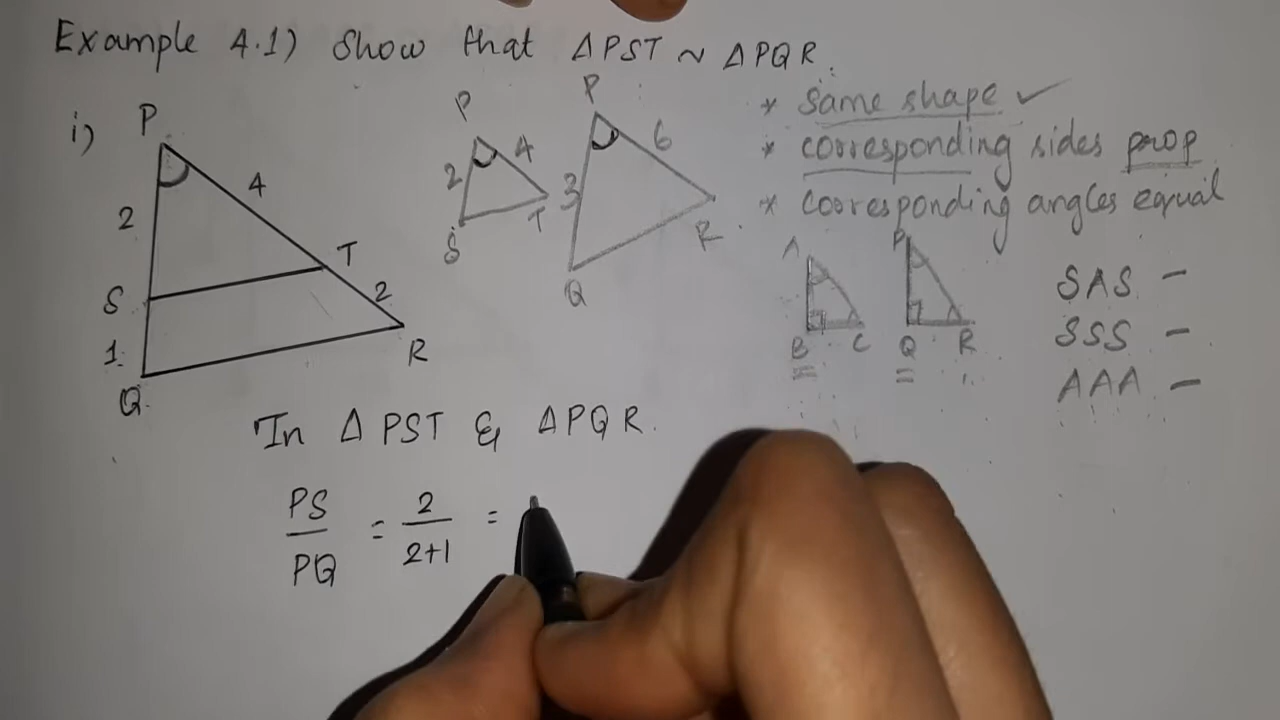 Example 4.1) Show that ΔPST ~ ΔPQR.
i)
P
2
4
S
T
1
2
Q
R
P
2
4
S
T
P
3
6
Q
R
* same shape ✓
* corresponding sides prop
* corresponding angles equal
A
B
C
P
Q
R
SAS –
SSS –
AAA –
In Δ PST & ΔPQR.
PS/PQ = 2/2+1 =